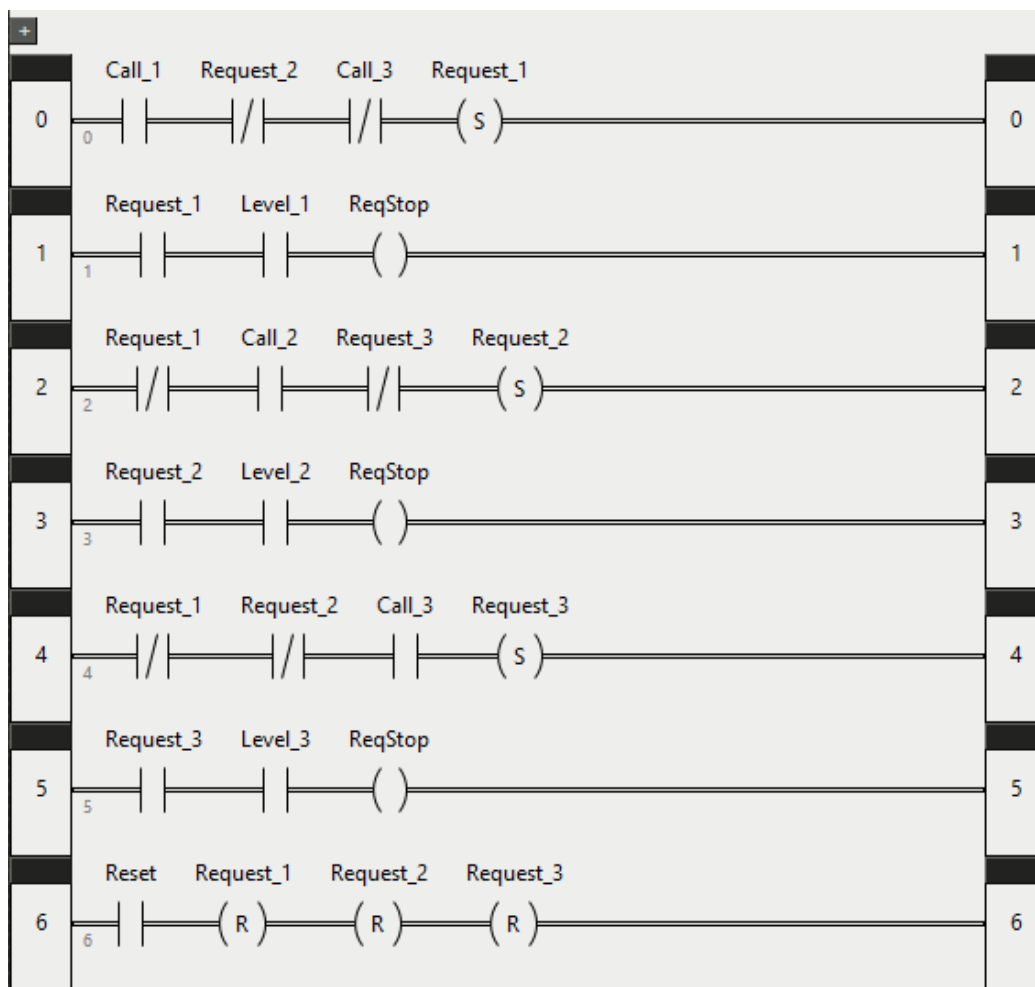 +
Call_1 Request_2 Call_3 Request_1
0 0 S 0
Request_1 Level_1 ReqStop
1 1 1
Request_1 Call_2 Request_3 Request_2
2 2 S 2
Request_2 Level_2 ReqStop
3 3 3
Request_1 Request_2 Call_3 Request_3
4 4 S 4
Request_3 Level_3 ReqStop
5 5 5
Reset Request_1 Request_2 Request_3
6 6 R R R 6